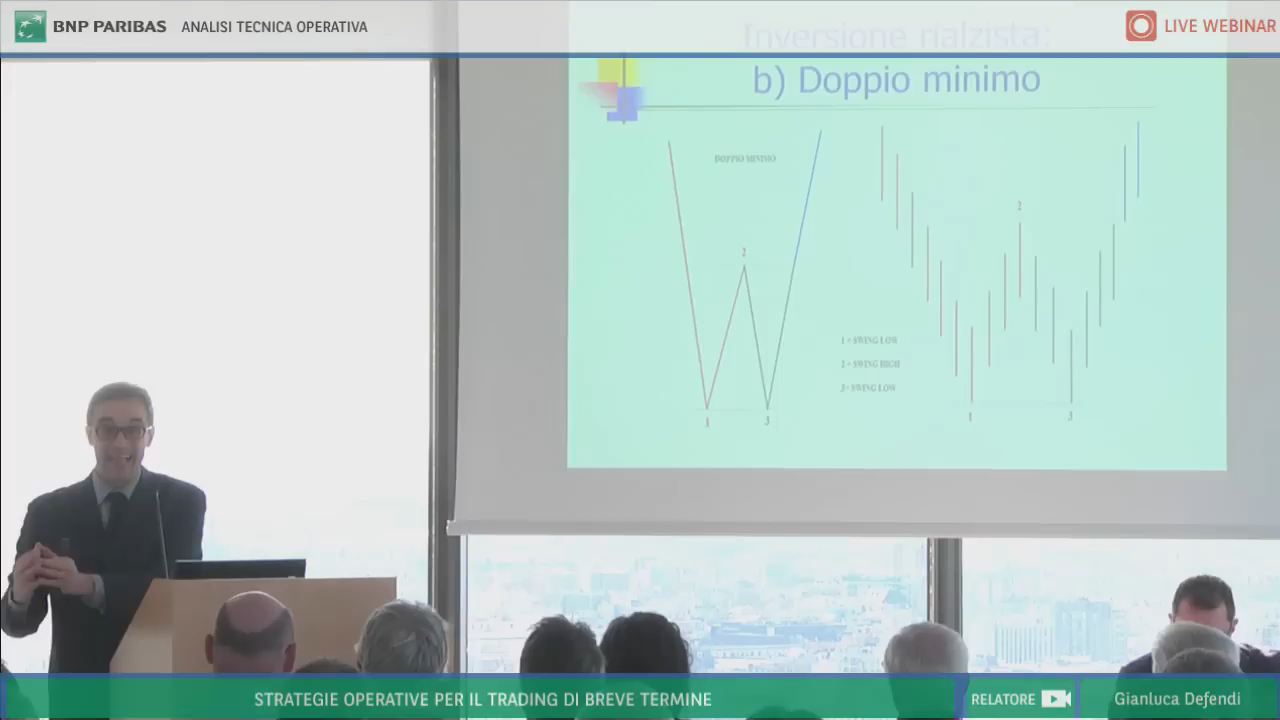 BNP PARIBAS ANALISI TECNICA OPERATIVA
LIVE WEBINAR
Inversione rialzista:
b) Doppio minimo
DOPPIO MINIMO
2
2
1 = SWING LOW
2 = SWING HIGH
3= SWING LOW
1 3
1 3
STRATEGIE OPERATIVE PER IL TRADING DI BREVE TERMINE
RELATORE
Gianluca Defendi